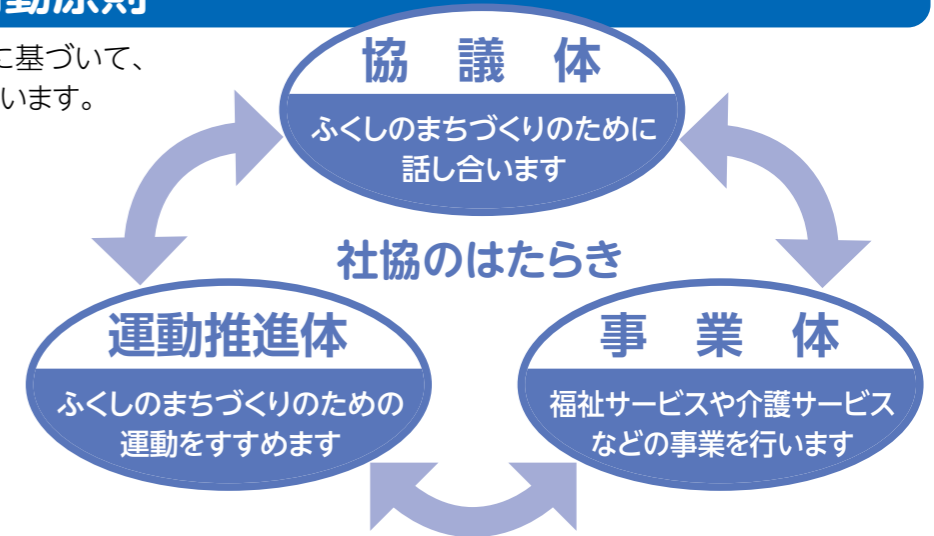 動原則
に基づいて、
います。
協議体
ふくしのまちづくりのために
話し合います
社協のはたらき
運動推進体
ふくしのまちづくりのための
運動をすすめます
事業体
福祉サービスや介護サービス
などの事業を行います